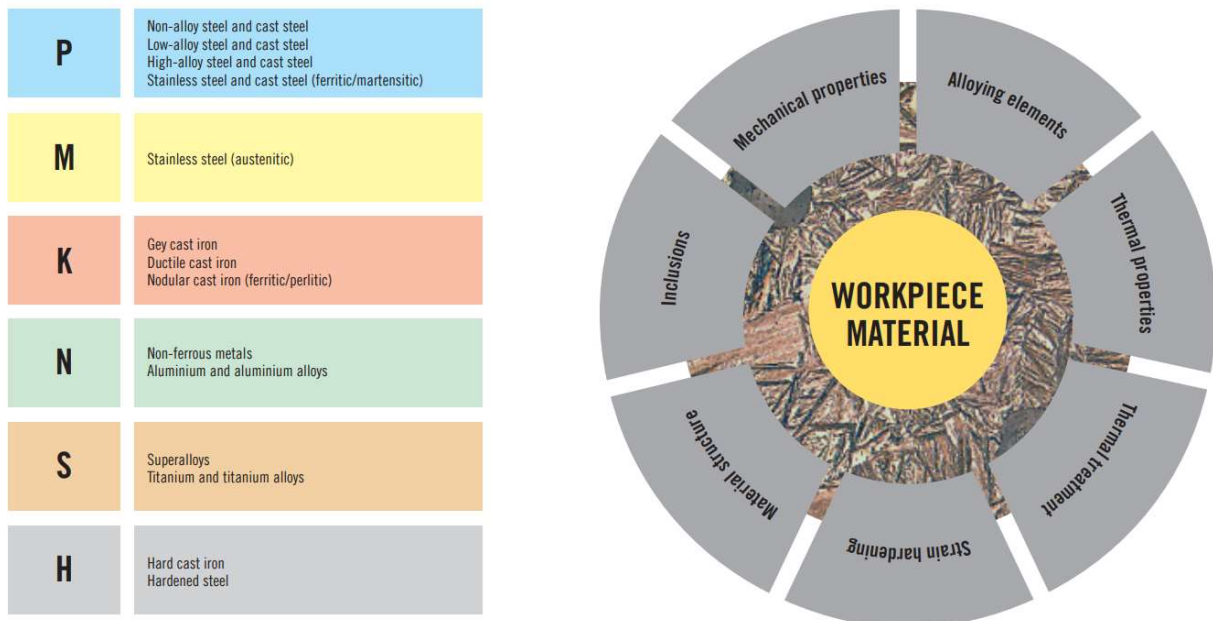 P
Non-alloy steel and cast steel
Low-alloy steel and cast steel
High-alloy steel and cast steel
Stainless steel and cast steel (ferritic/martensitic)
M
Stainless steel (austenitic)
K
Gey cast iron
Ductile cast iron
Nodular cast iron (ferritic/perlitic)
N
Non-ferrous metals
Aluminium and aluminium alloys
S
Superalloys
Titanium and titanium alloys
H
Hard cast iron
Hardened steel
Mechanical properties
Alloying elements
Thermal properties
Thermal treatment
Strain hardening
Material structure
Inclusions
WORKPIECE
MATERIAL